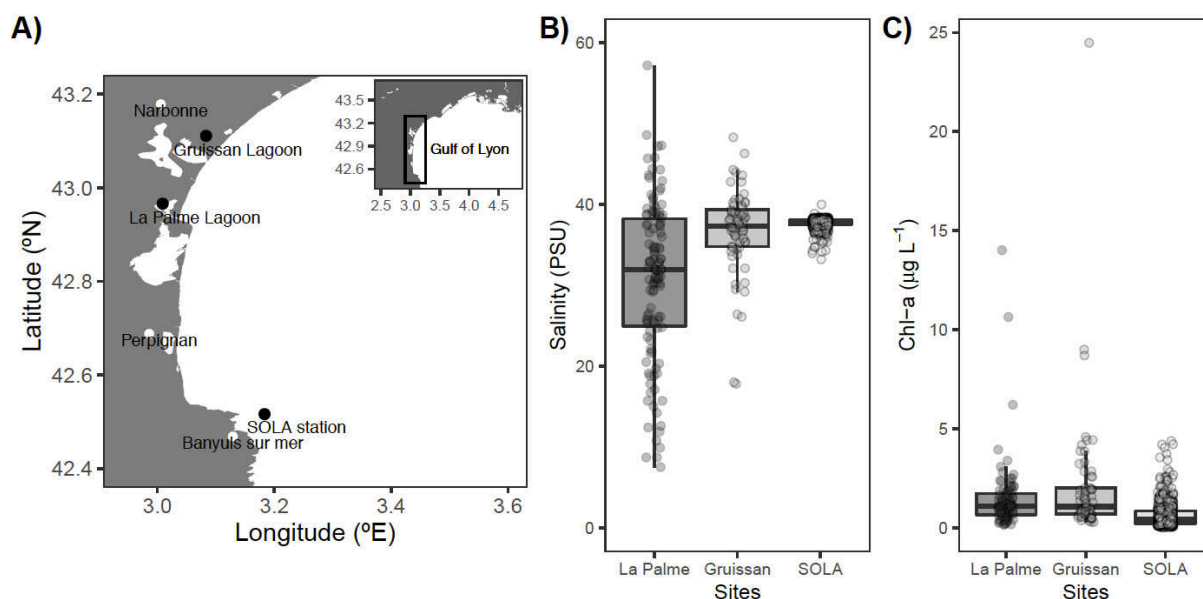 A)
43.2
43.0
42.8
42.6
42.4
Latitude (ºN)
Narbonne
Gruissan Lagoon
La Palme Lagoon
Perpignan
SOLA station
Banyuls sur mer
43.5
43.2
42.9
42.6
Gulf of Lyon
2.5 3.0 3.5 4.0 4.5
3.0 3.2 3.4 3.6
Longitude (ºE)
B)
60
40
20
0
Salinity (PSU)
La Palme Gruissan SOLA
Sites
C)
25
20
15
10
5
0
Chl−a (µg L⁻¹)
La Palme Gruissan SOLA
Sites